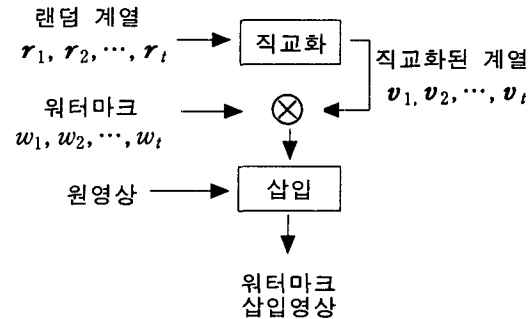 랜덤 계열
r₁, r₂, ···, rₜ
직교화
직교화된 계열
v₁, v₂, ···, vₜ
워터마크
w₁, w₂, ···, wₜ
원영상
삽입
워터마크
삽입영상